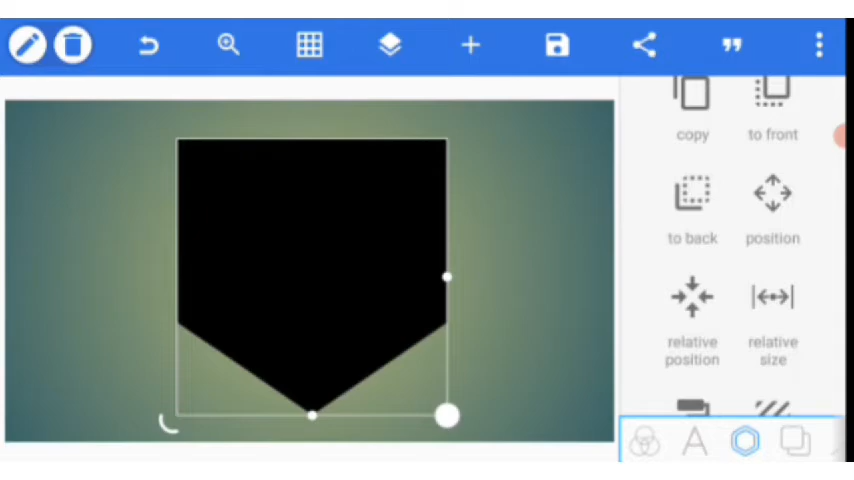 copy
to front
to back
position
relative
position
relative
size